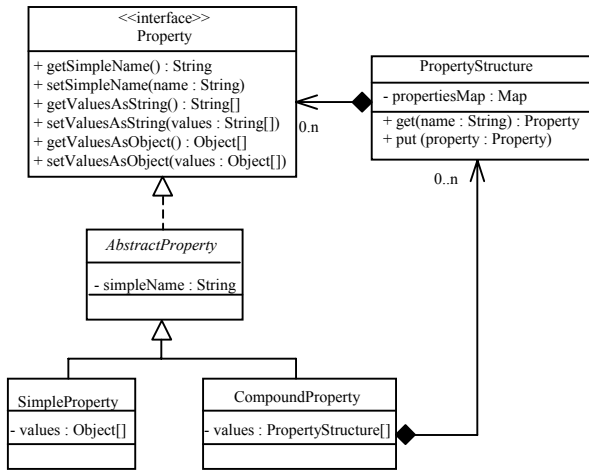 <<interface>>
Property
+ getSimpleName() : String
+ setSimpleName(name : String)
+ getValuesAsString() : String[]
+ setValuesAsString(values : String[])
+ getValuesAsObject() : Object[]
+ setValuesAsObject(values : Object[])
PropertyStructure
- propertiesMap : Map
+ get(name : String) : Property
+ put (property : Property)
0.n
0..n
AbstractProperty
- simpleName : String
SimpleProperty
- values : Object[]
CompoundProperty
- values : PropertyStructure[]